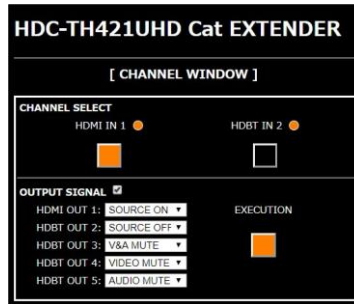 HDC-TH421UHD Cat EXTENDER
[ CHANNEL WINDOW ]
CHANNEL SELECT
HDMI IN 1 HDBT IN 2
OUTPUT SIGNAL
HDMI OUT 1: SOURCE ON EXECUTION
HDBT OUT 2: SOURCE OFF
HDBT OUT 3: V&A MUTE
HDBT OUT 4: VIDEO MUTE
HDBT OUT 5: AUDIO MUTE